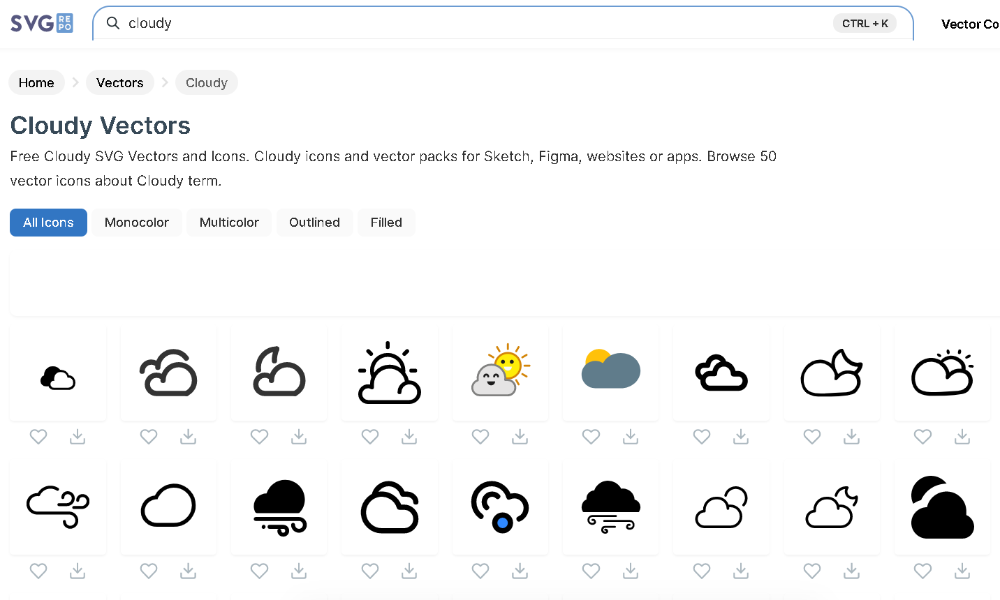 SVG REPO
cloudy
CTRL + K
Vector Co
Home
Vectors
Cloudy
Cloudy Vectors
Free Cloudy SVG Vectors and Icons. Cloudy icons and vector packs for Sketch, Figma, websites or apps. Browse 50
vector icons about Cloudy term.
All Icons
Monocolor
Multicolor
Outlined
Filled